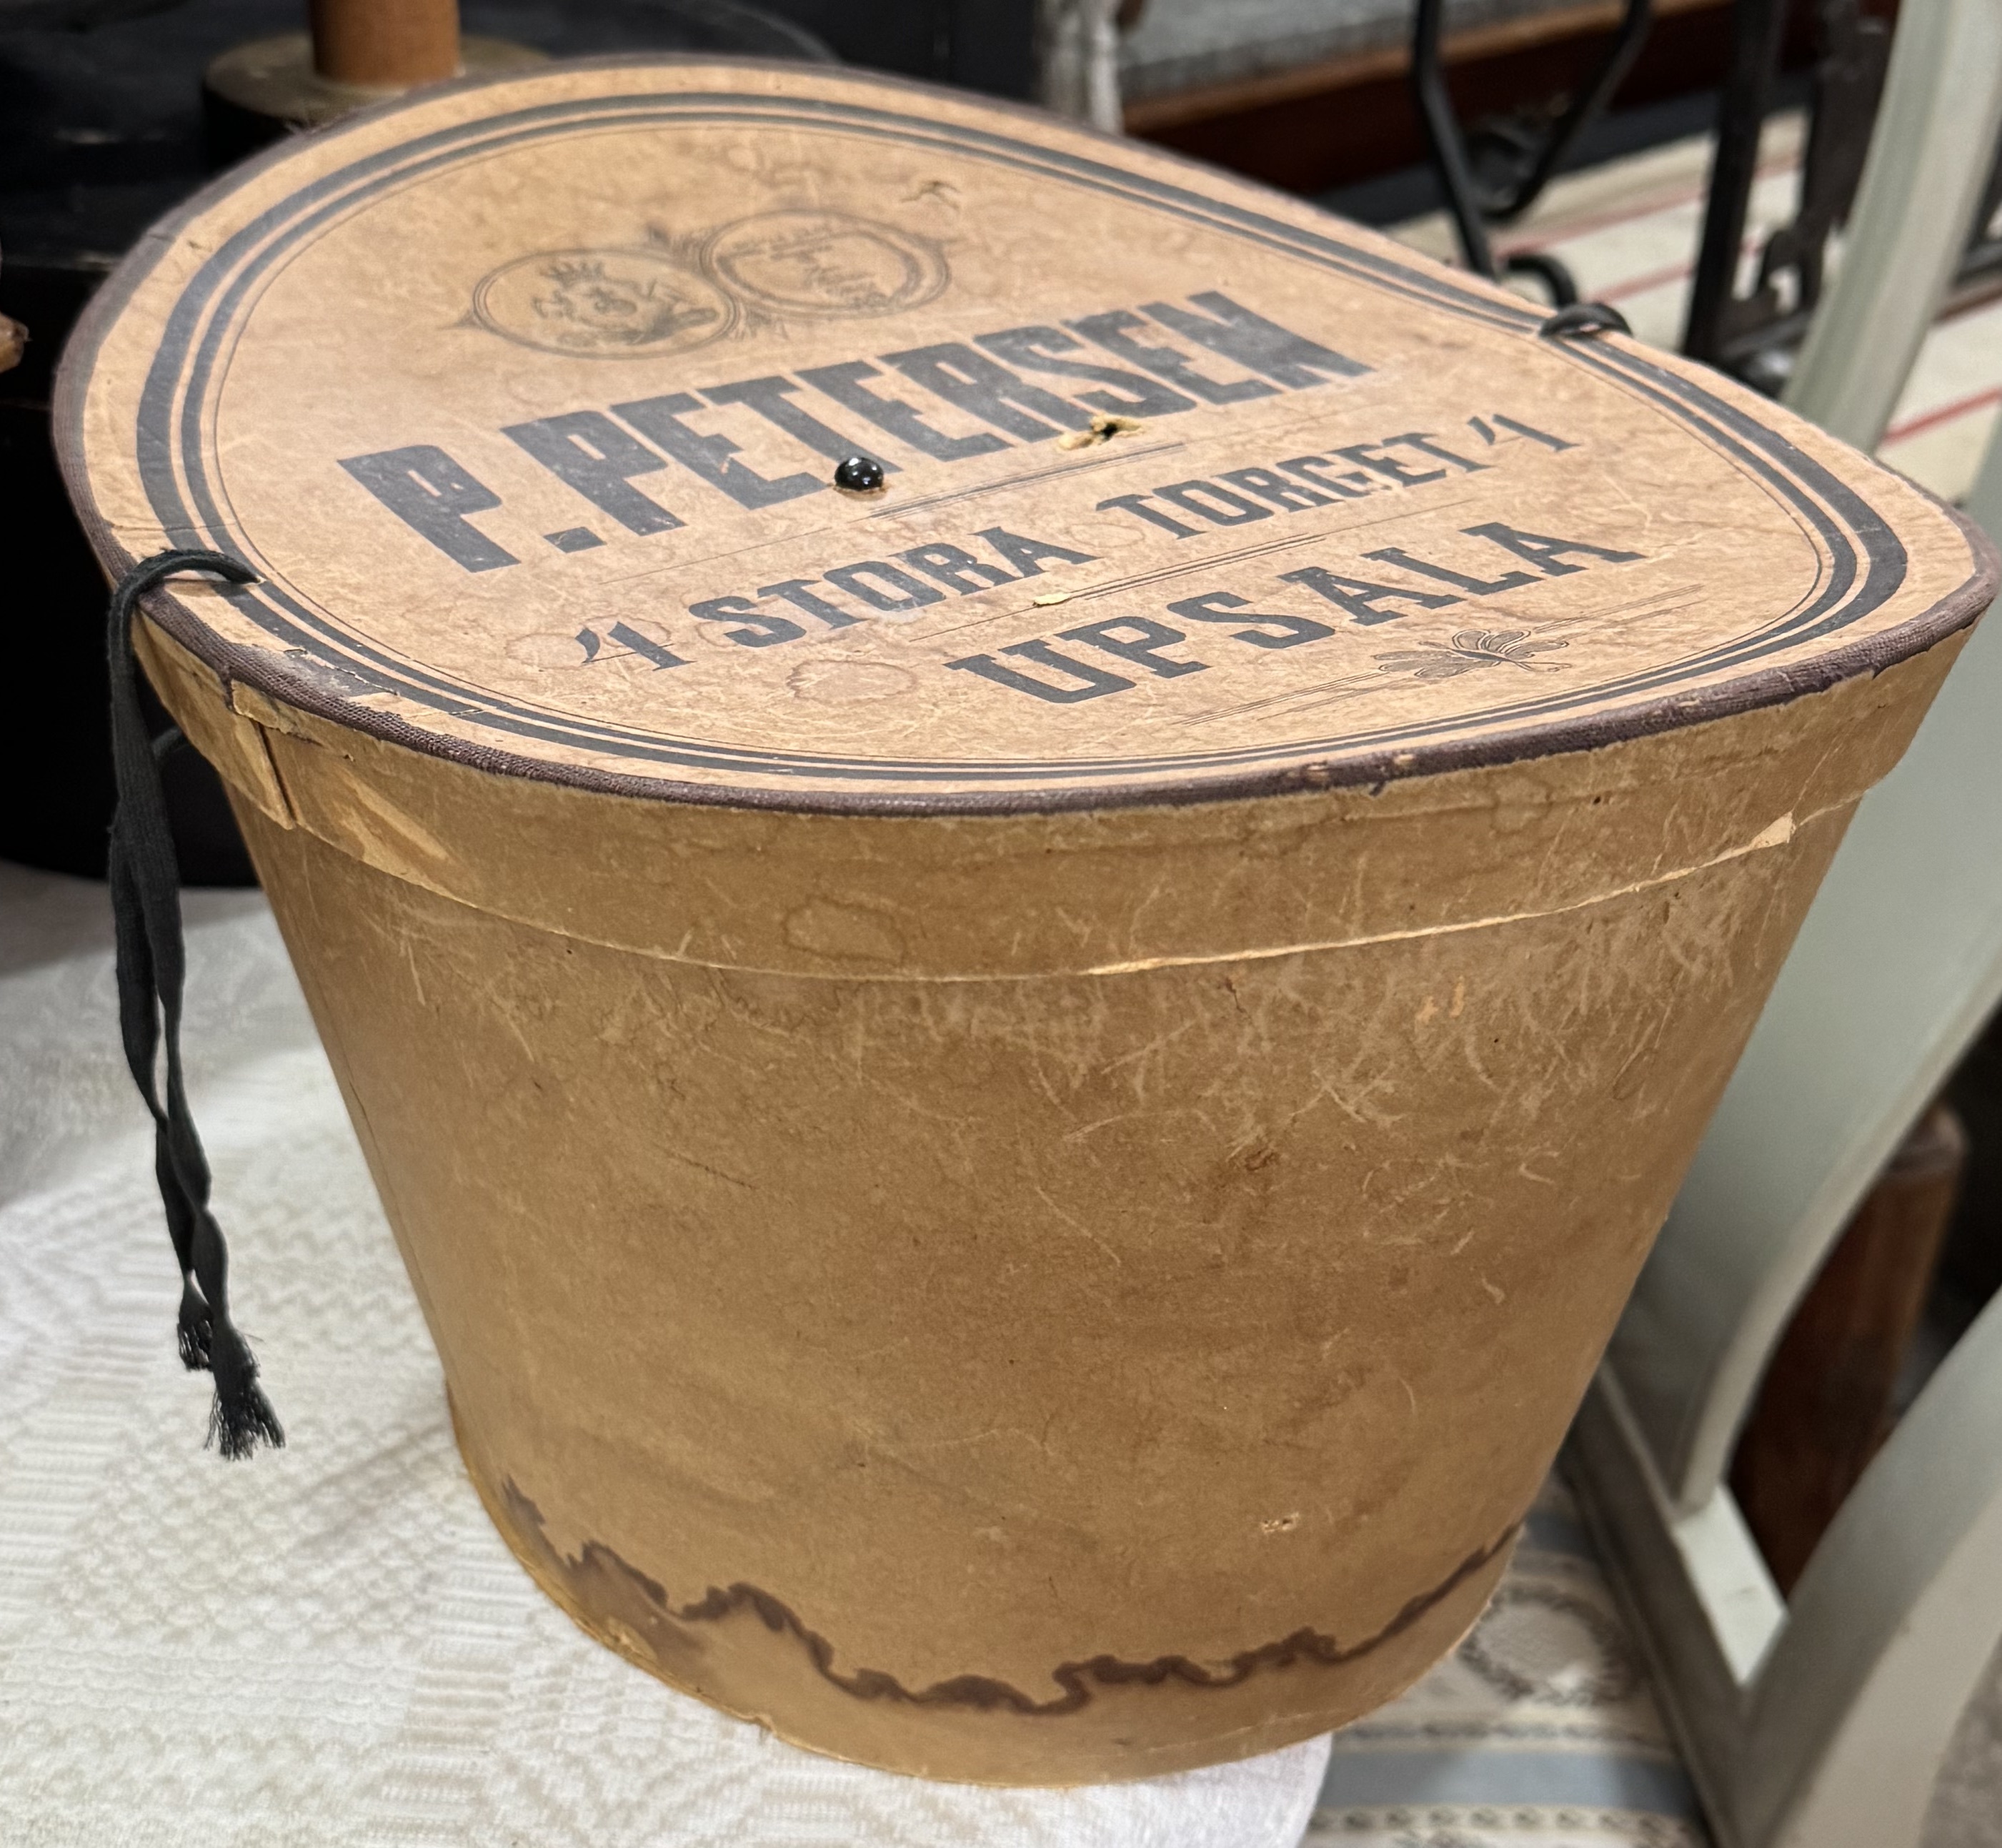 P. PETERSEN
4 STORA TORGET 4
UPSALA